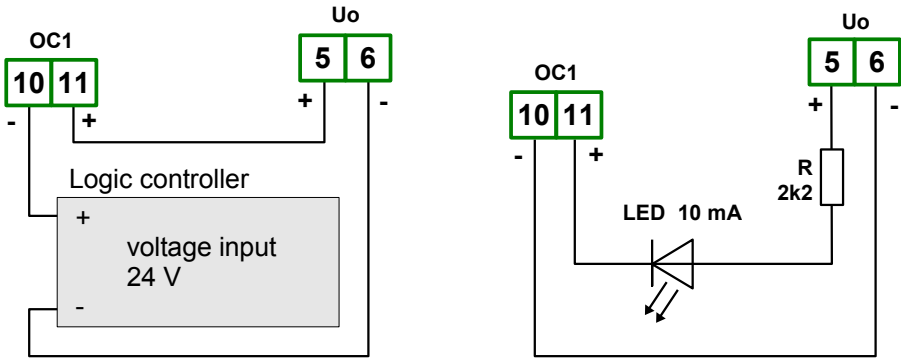 OC1
10 11
- +
Uo
5 6
+ -
Logic controller
+
voltage input
24 V
-
OC1
10 11
- +
Uo
5 6
+ -
R
2k2
LED 10 mA